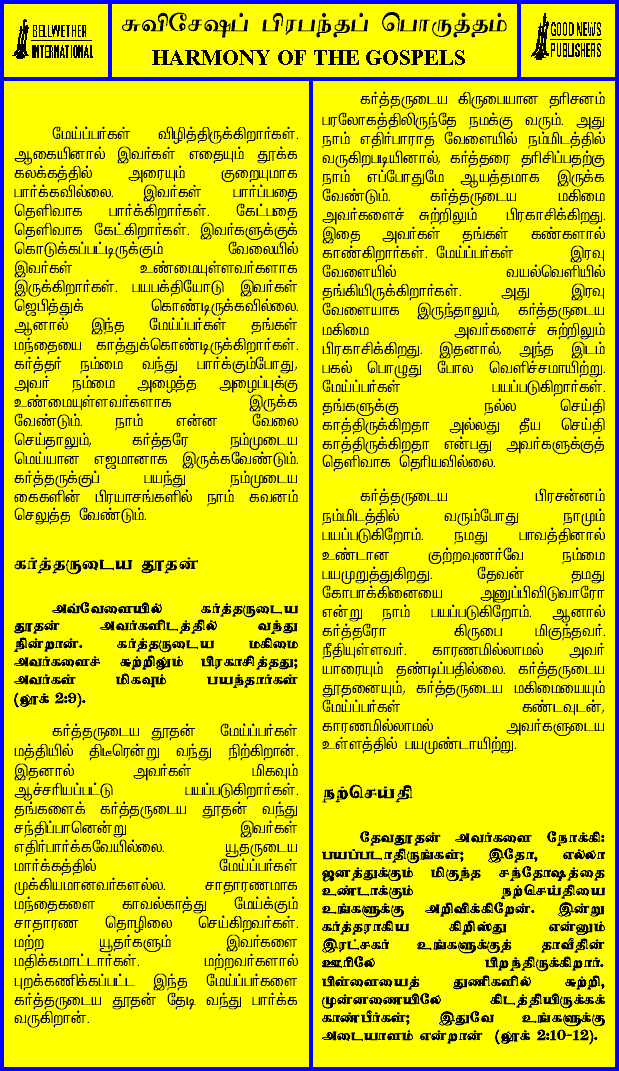 BELLWETHER
INTERNATIONAL
சுவிசேஷப் பிரபந்தப் பொருத்தம்
HARMONY OF THE GOSPELS
GOOD NEWS
PUBLISHERS
மேய்ப்பர்கள் விழித்திருக்கிறார்கள்.
ஆகையினால் இவர்கள் எதையும் தூக்க
கலக்கத்தில் அரையும் குறையுமாக
பார்க்கவில்லை. இவர்கள் பார்ப்பதை
தெளிவாக பார்க்கிறார்கள். கேட்பதை
தெளிவாக கேட்கிறார்கள். இவர்களுக்குக்
கொடுக்கப்பட்டிருக்கும் வேலையில்
இவர்கள் உண்மையுள்ளவர்களாக
இருக்கிறார்கள். பயபக்தியோடு இவர்கள்
ஜெபித்துக் கொண்டிருக்கவில்லை.
ஆனால் இந்த மேய்ப்பர்கள் தங்கள்
மந்தையை காத்துக்கொண்டிருக்கிறார்கள்.
கர்த்தர் நம்மை வந்து பார்க்கும்போது,
அவர் நம்மை அழைத்த அழைப்புக்கு
உண்மையுள்ளவர்களாக இருக்க
வேண்டும். நாம் என்ன வேலை
செய்தாலும், கர்த்தரே நம்முடைய
மெய்யான எஜமானாக இருக்கவேண்டும்.
கர்த்தருக்குப் பயந்து நம்முடைய
கைகளின் பிரயாசங்களில் நாம் கவனம்
செலுத்த வேண்டும்.
கர்த்தருடைய தூதன்
அவ்வேளையில் கர்த்தருடைய
தூதன் அவர்களிடத்தில் வந்து
நின்றான். கர்த்தருடைய மகிமை
அவர்களைச் சுற்றிலும் பிரகாசித்தது;
அவர்கள் மிகவும் பயந்தார்கள்
(லூக் 2:9).
கர்த்தருடைய தூதன் மேய்ப்பர்கள்
மத்தியில் திடீரென்று வந்து நிற்கிறான்.
இதனால் அவர்கள் மிகவும்
ஆச்சரியப்பட்டு பயப்படுகிறார்கள்.
தங்களைக் கர்த்தருடைய தூதன் வந்து
சந்திப்பானென்று இவர்கள்
எதிர்பார்க்கவேயில்லை. யூதருடைய
மார்க்கத்தில் மேய்ப்பர்கள்
முக்கியமானவர்களல்ல. சாதாரணமாக
மந்தைகளை காவல்காத்து மேய்க்கும்
சாதாரண தொழிலை செய்கிறவர்கள்.
மற்ற யூதர்களும் இவர்களை
மதிக்கமாட்டார்கள். மற்றவர்களால்
புறக்கணிக்கப்பட்ட இந்த மேய்ப்பர்களை
கர்த்தருடைய தூதன் தேடி வந்து பார்க்க
வருகிறான்.
கர்த்தருடைய கிருபையான தரிசனம்
பரலோகத்திலிருந்தே நமக்கு வரும். அது
நாம் எதிர்பாராத வேளையில் நம்மிடத்தில்
வருகிறபடியினால், கர்த்தரை தரிசிப்பதற்கு
நாம் எப்போதுமே ஆயத்தமாக இருக்க
வேண்டும். கர்த்தருடைய மகிமை
அவர்களைச் சுற்றிலும் பிரகாசிக்கிறது.
இதை அவர்கள் தங்கள் கண்களால்
காண்கிறார்கள். மேய்ப்பர்கள் இரவு
வேளையில் வயல்வெளியில்
தங்கியிருக்கிறார்கள். அது இரவு
வேளையாக இருந்தாலும், கர்த்தருடைய
மகிமை அவர்களைச் சுற்றிலும்
பிரகாசிக்கிறது. இதனால், அந்த இடம்
பகல் பொழுது போல வெளிச்சமாயிற்று.
மேய்ப்பர்கள் பயப்படுகிறார்கள்.
தங்களுக்கு நல்ல செய்தி
காத்திருக்கிறதா அல்லது தீய செய்தி
காத்திருக்கிறதா என்பது அவர்களுக்குத்
தெளிவாக தெரியவில்லை.
கர்த்தருடைய பிரசன்னம்
நம்மிடத்தில் வரும்போது நாமும்
பயப்படுகிறோம். நமது பாவத்தினால்
உண்டான குற்றவுணர்வே நம்மை
பயமுறுத்துகிறது. தேவன் தமது
கோபாக்கினையை அனுப்பிவிடுவாரோ
என்று நாம் பயப்படுகிறோம். ஆனால்
கர்த்தரோ கிருபை மிகுந்தவர்.
நீதியுள்ளவர். காரணமில்லாமல் அவர்
யாரையும் தண்டிப்பதில்லை. கர்த்தருடைய
தூதனையும், கர்த்தருடைய மகிமையையும்
மேய்ப்பர்கள் கண்டவுடன்,
காரணமில்லாமல் அவர்களுடைய
உள்ளத்தில் பயமுண்டாயிற்று.
நற்செய்தி
தேவதூதன் அவர்களை நோக்கி:
பயப்படாதிருங்கள்; இதோ, எல்லா
ஜனத்துக்கும் மிகுந்த சந்தோஷத்தை
உண்டாக்கும் நற்செய்தியை
உங்களுக்கு அறிவிக்கிறேன். இன்று
கர்த்தராகிய கிறிஸ்து என்னும்
இரட்சகர் உங்களுக்குத் தாவீதின்
ஊரிலே பிறந்திருக்கிறார்.
பிள்ளையைத் துணிகளில் சுற்றி,
முன்னணையிலே கிடத்தியிருக்கக்
காண்பீர்கள்; இதுவே உங்களுக்கு
அடையாளம் என்றான் (லூக் 2:10-12).